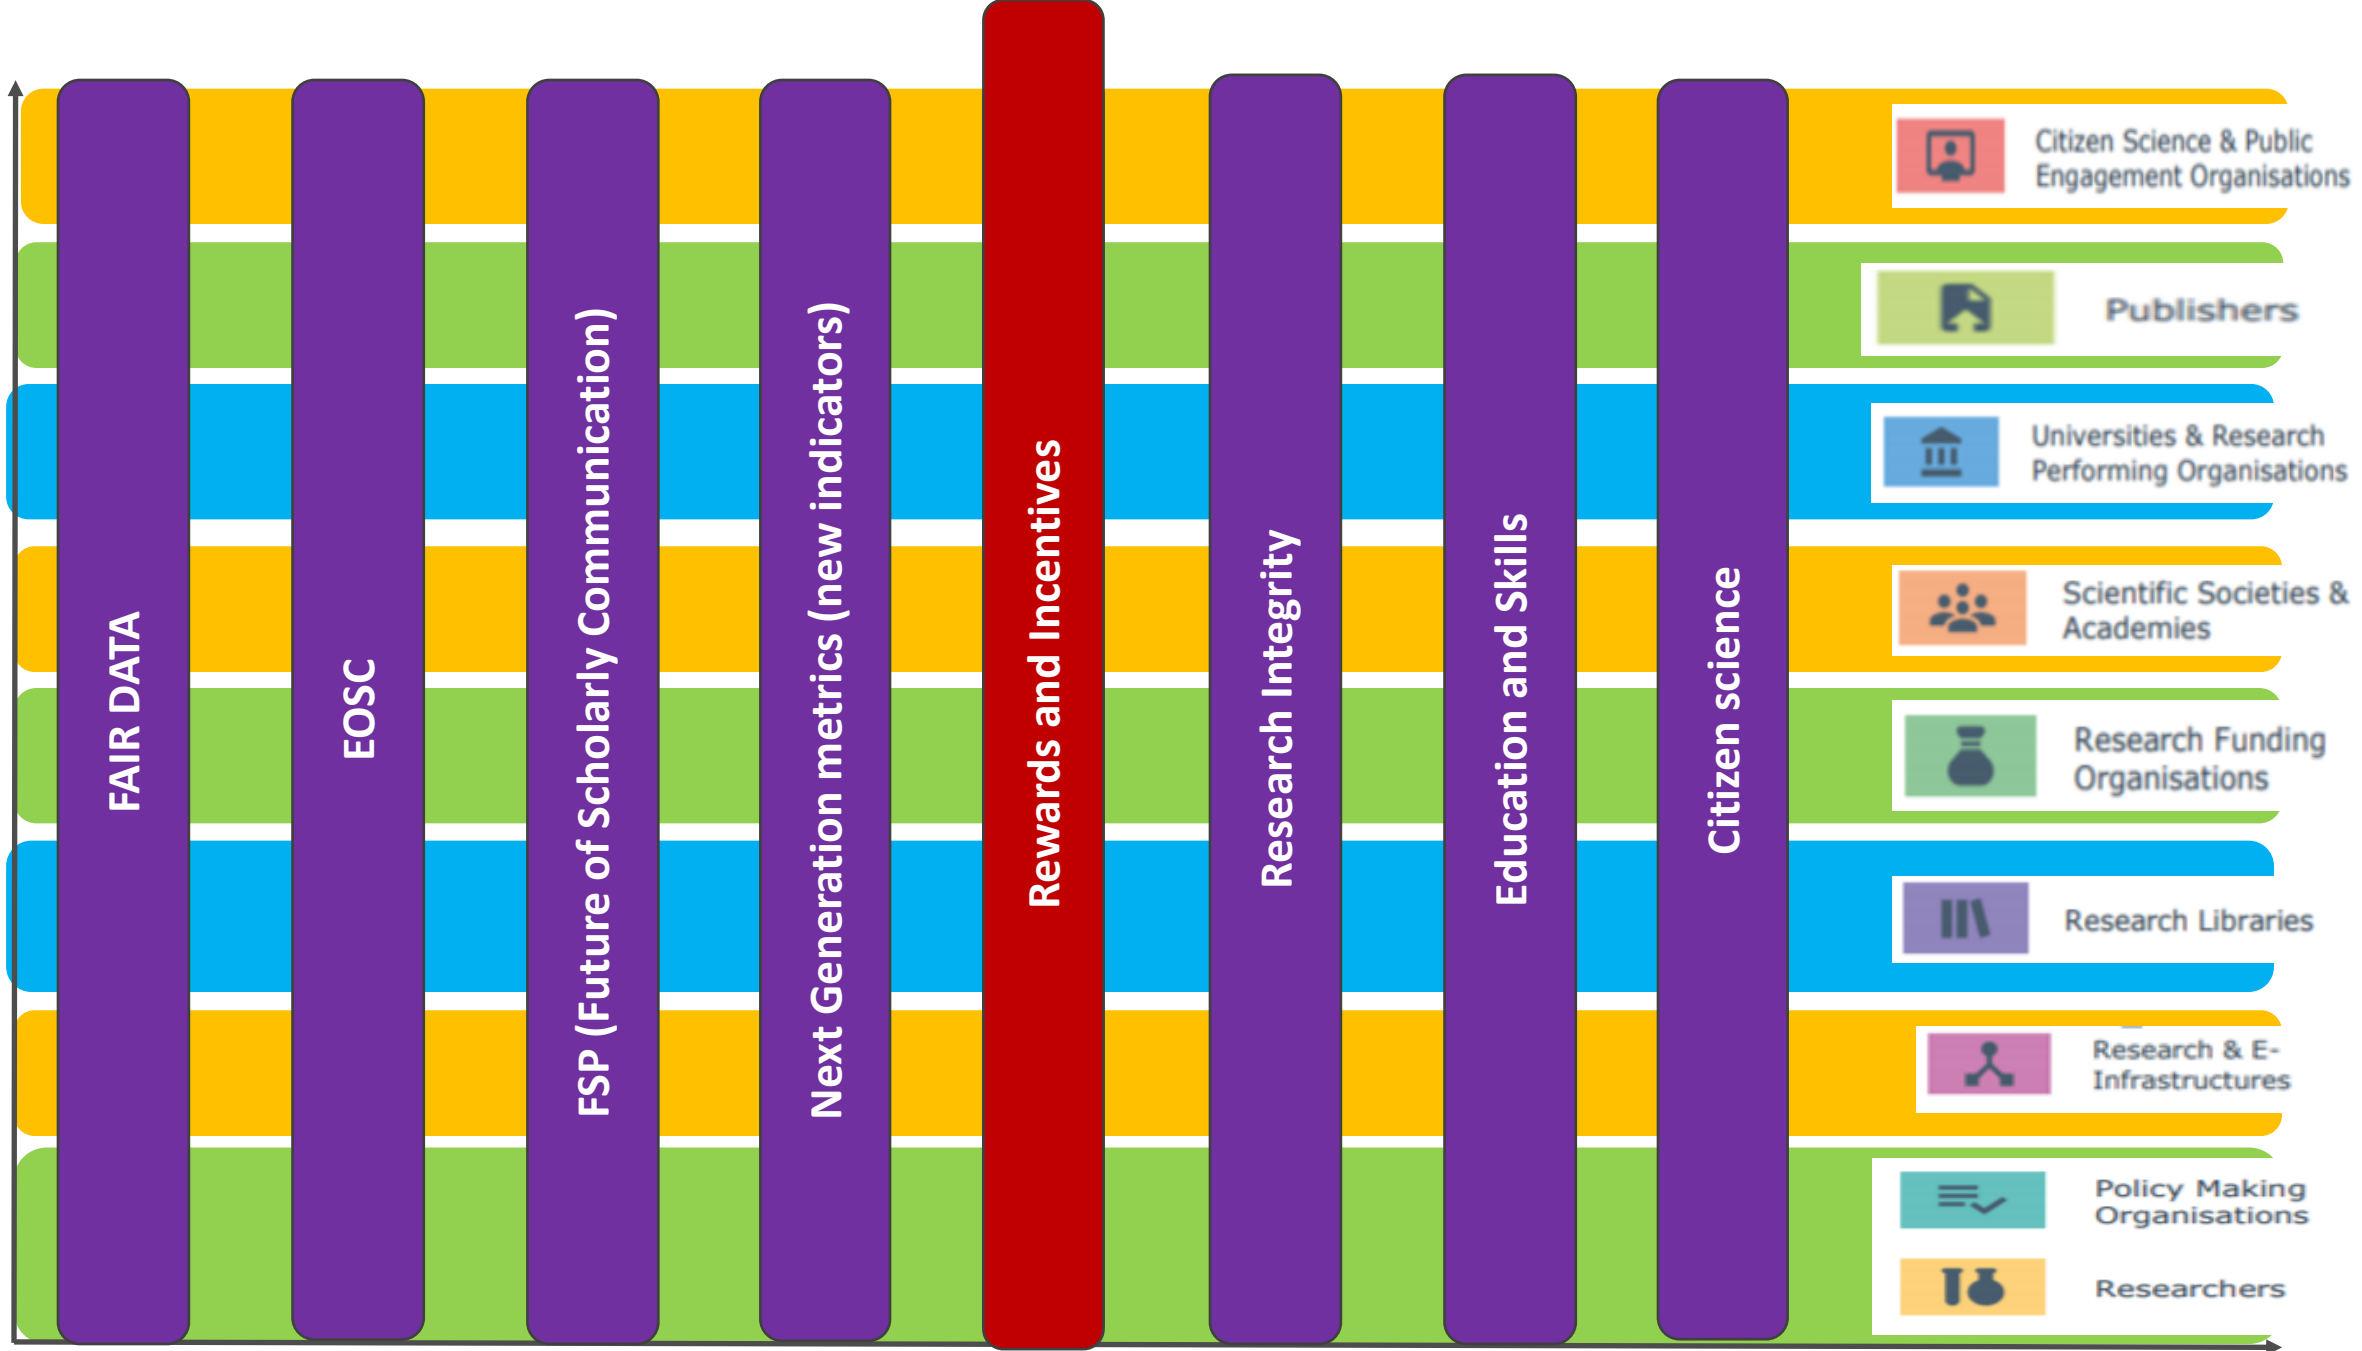 FAIR DATA
EOSC
FSP (Future of Scholarly Communication)
Next Generation metrics (new indicators)
Rewards and Incentives
Research Integrity
Education and Skills
Citizen science
Citizen Science & Public
Engagement Organisations
Publishers
Universities & Research
Performing Organisations
Scientific Societies &
Academies
Research Funding
Organisations
Research Libraries
Research & E-
Infrastructures
Policy Making
Organisations
Researchers